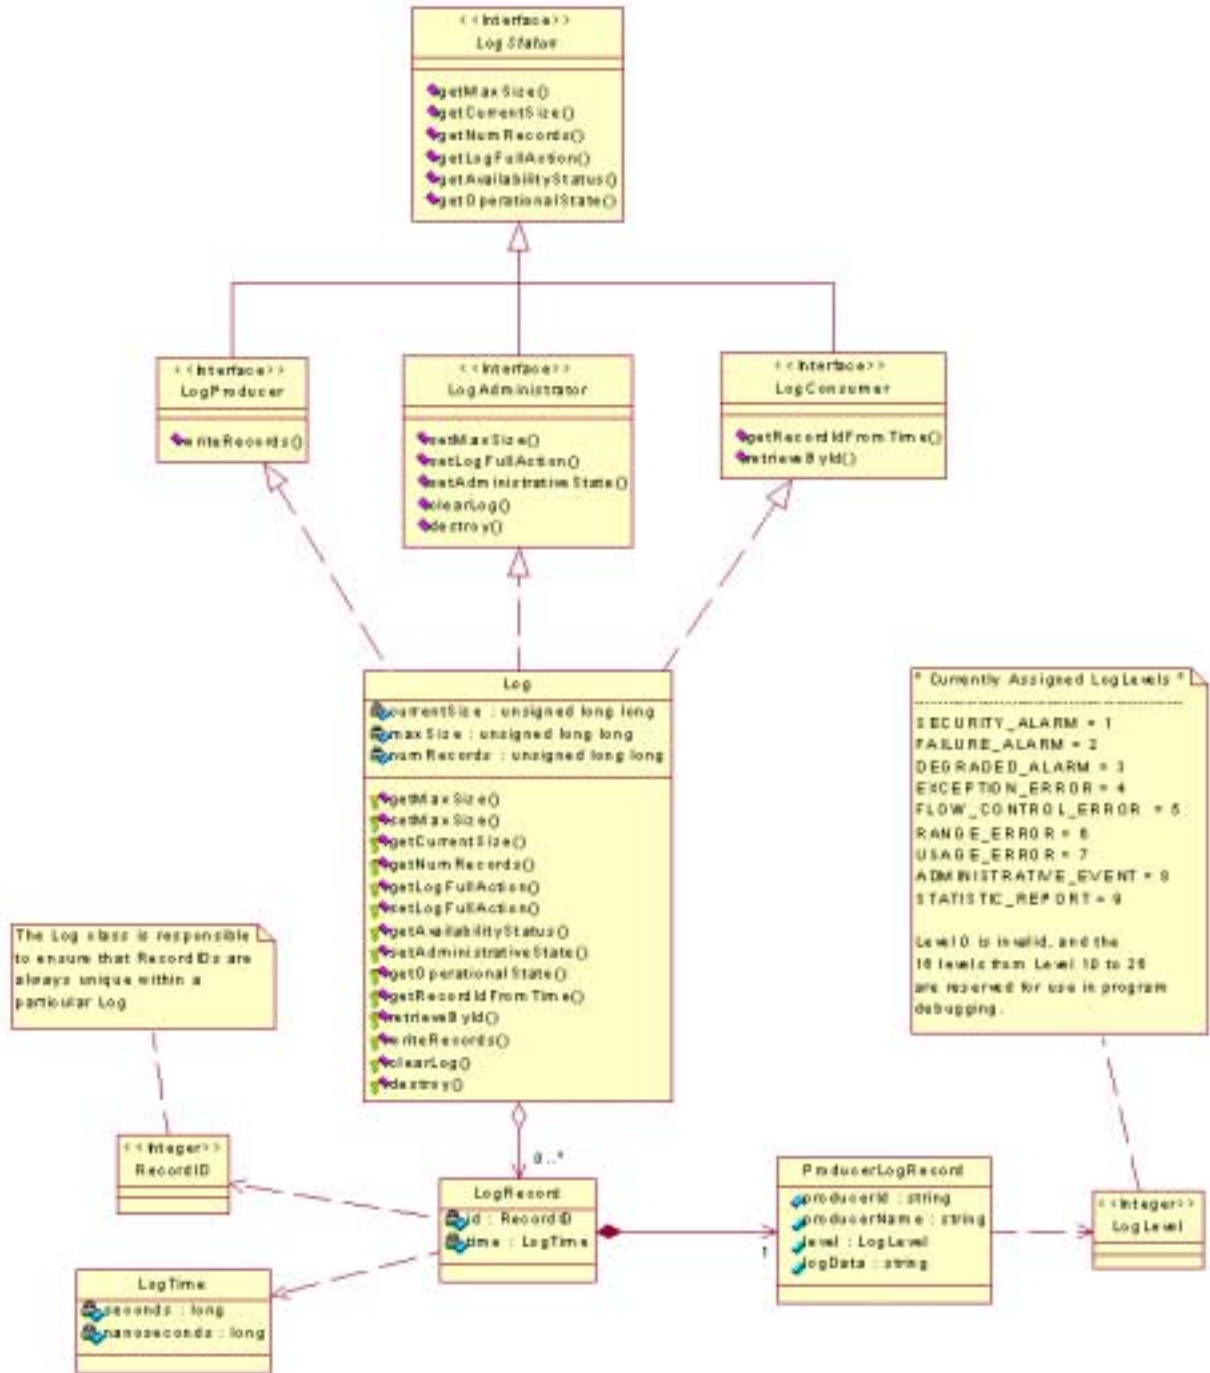 <<Interface>>
LogStatus
getMaxSize()
getCurrentSize()
getNumRecords()
getLogFullAction()
getAvailabilityStatus()
getOperationalState()
<<Interface>>
LogProducer
writeRecords()
<<Interface>>
LogAdministrator
setMaxSize()
setLogFullAction()
setAdministrativeState()
clearLog()
destroy()
<<Interface>>
LogConsumer
getRecordIdFromTime()
retrieveById()
Log
currentSize : unsigned long long
maxSize : unsigned long long
numRecords : unsigned long long
getMaxSize()
setMaxSize()
getCurrentSize()
getNumRecords()
getLogFullAction()
setLogFullAction()
getAvailabilityStatus()
setAdministrativeState()
getOperationalState()
getRecordIdFromTime()
retrieveById()
writeRecords()
clearLog()
destroy()
* Currently Assigned LogLevels *
--------------------------------------------
SECURITY_ALARM = 1
FAILURE_ALARM = 2
DEGRADED_ALARM = 3
EXCEPTION_ERROR = 4
FLOW_CONTROL_ERROR = 5
RANGE_ERROR = 6
USAGE_ERROR = 7
ADMINISTRATIVE_EVENT = 8
STATISTIC_REPORT = 9
Level 0 is invalid, and the
16 levels from Level 10 to 26
are reserved for use in program
debugging.
The Log class is responsible
to ensure that RecordIDs are
always unique within a
particular Log
<<Integer>>
RecordID
0..*
LogRecord
id : RecordID
time : LogTime
1
ProducerLogRecord
producerId : string
producerName : string
level : LogLevel
logData : string
<<Integer>>
LogLevel
LogTime
seconds : long
nanoseconds : long